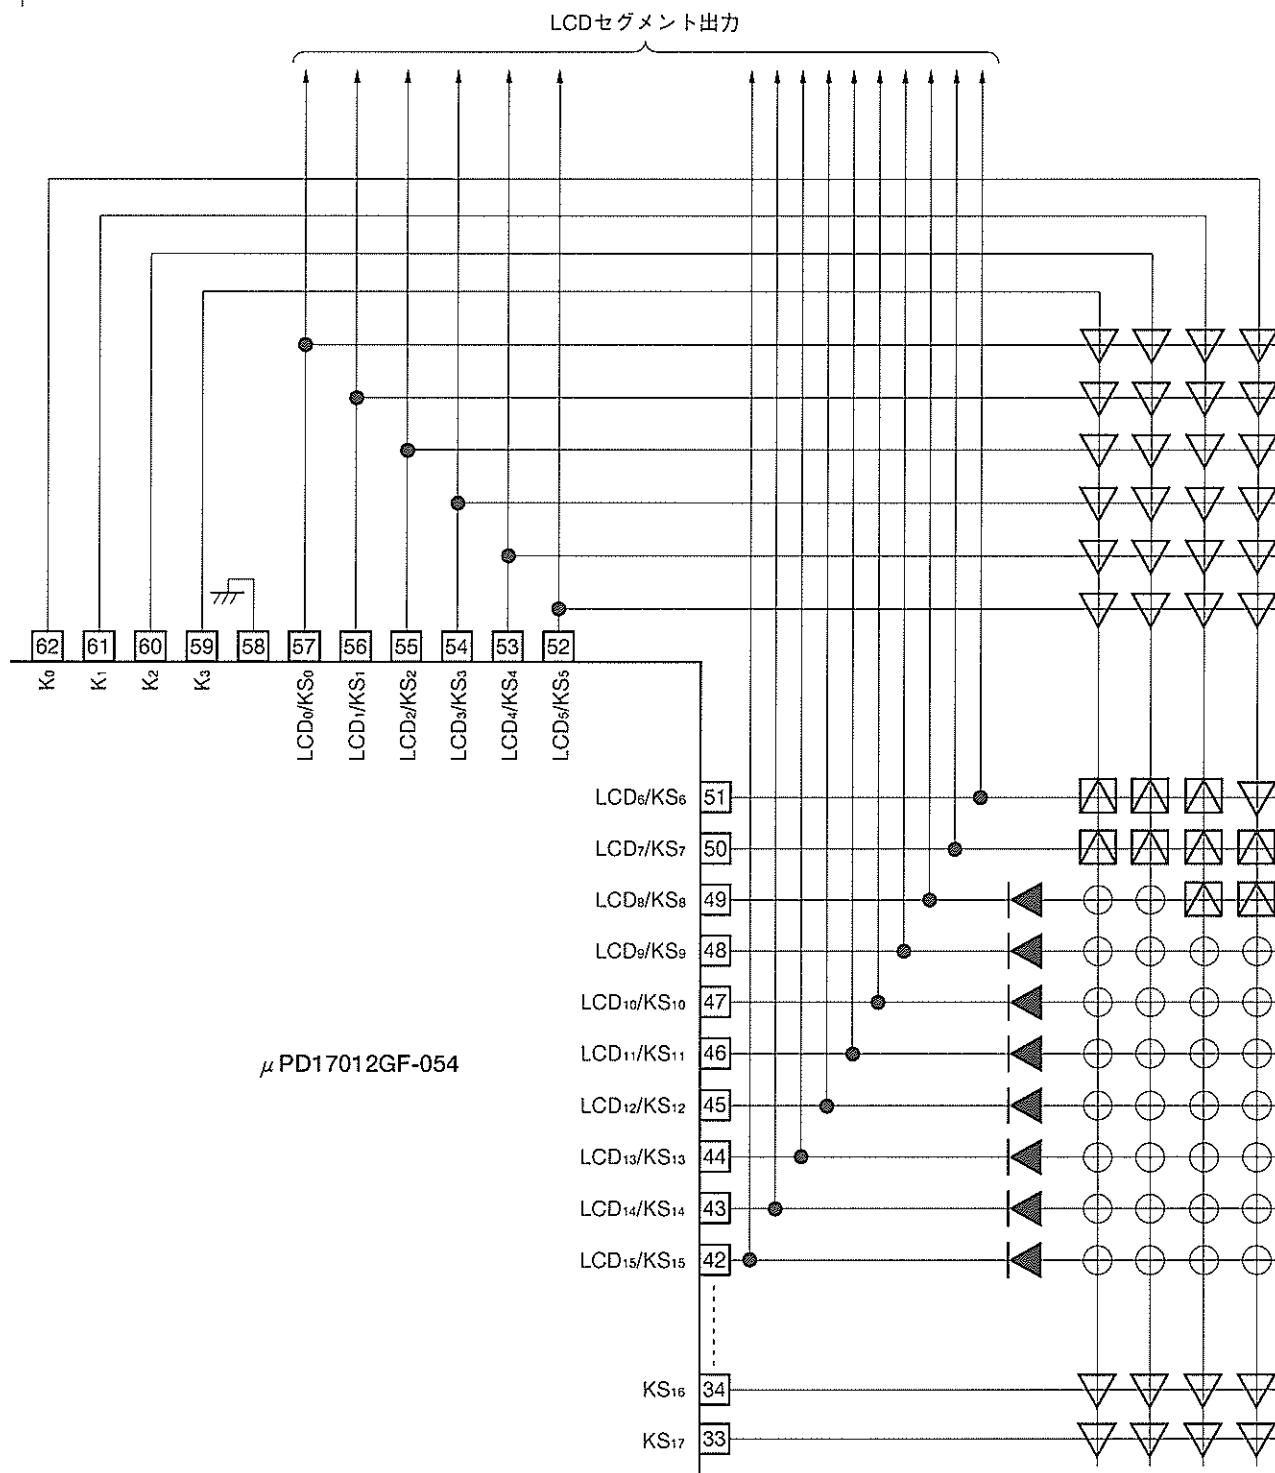 LCDセグメント出力
62 61 60 59 58 57 56 55 54 53 52
K0 K1 K2 K3 LCD0/KS0 LCD1/KS1 LCD2/KS2 LCD3/KS3 LCD4/KS4 LCD5/KS5
LCD6/KS6 51
LCD7/KS7 50
LCD8/KS8 49
LCD9/KS9 48
LCD10/KS10 47
LCD11/KS11 46
μPD17012GF-054
LCD12/KS12 45
LCD13/KS13 44
LCD14/KS14 43
LCD15/KS15 42
KS16 34
KS17 33